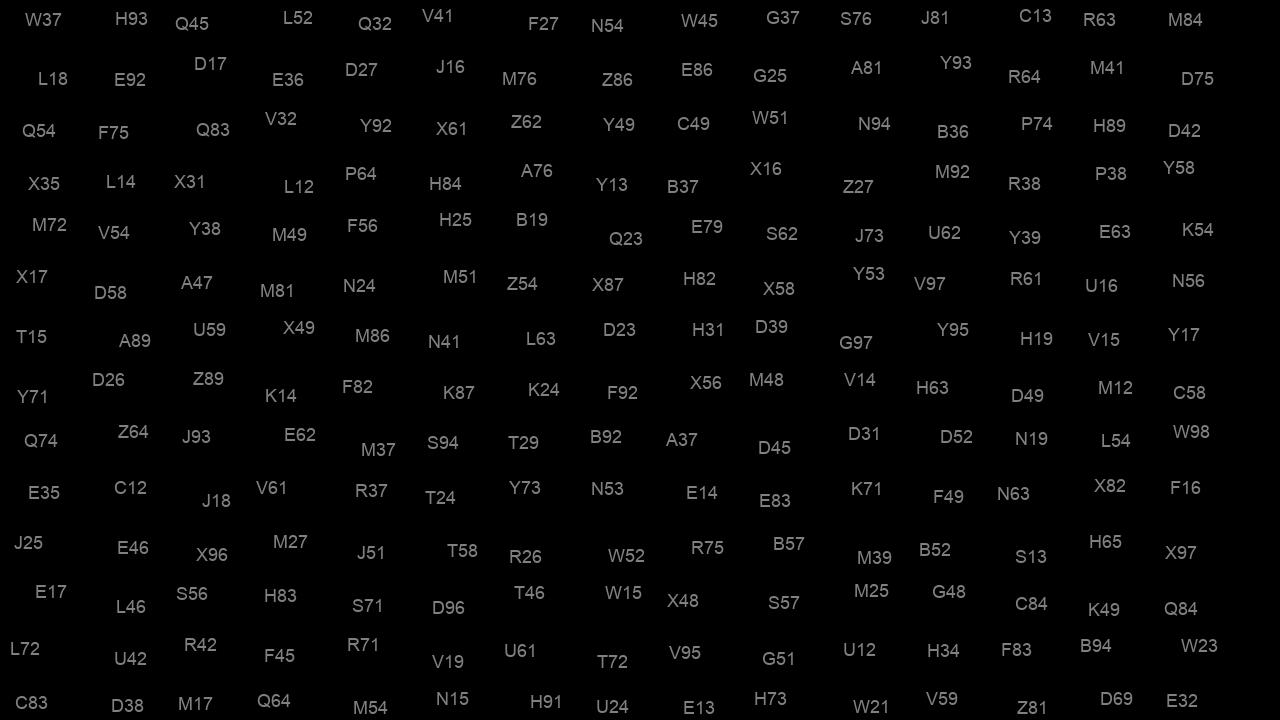 W37 H93 Q45 L52 Q32 V41 F27 N54 W45 G37 S76 J81 C13 R63 M84
L18 E92 D17 E36 D27 J16 M76 Z86 E86 G25 A81 Y93 R64 M41 D75
Q54 F75 Q83 V32 Y92 X61 Z62 Y49 C49 W51 N94 B36 P74 H89 D42
X35 L14 X31 L12 P64 H84 A76 Y13 B37 X16 Z27 M92 R38 P38 Y58
M72 V54 Y38 M49 F56 H25 B19 Q23 E79 S62 J73 U62 Y39 E63 K54
X17 D58 A47 M81 N24 M51 Z54 X87 H82 X58 Y53 V97 R61 U16 N56
T15 A89 U59 X49 M86 N41 L63 D23 H31 D39 G97 Y95 H19 V15 Y17
Y71 D26 Z89 K14 F82 K87 K24 F92 X56 M48 V14 H63 D49 M12 C58
Q74 Z64 J93 E62 M37 S94 T29 B92 A37 D45 D31 D52 N19 L54 W98
E35 C12 J18 V61 R37 T24 Y73 N53 E14 E83 K71 F49 N63 X82 F16
J25 E46 X96 M27 J51 T58 R26 W52 R75 B57 M39 B52 S13 H65 X97
E17 L46 S56 H83 S71 D96 T46 W15 X48 S57 M25 G48 C84 K49 Q84
L72 U42 R42 F45 R71 V19 U61 T72 V95 G51 U12 H34 F83 B94 W23
C83 D38 M17 Q64 M54 N15 H91 U24 E13 H73 W21 V59 Z81 D69 E32